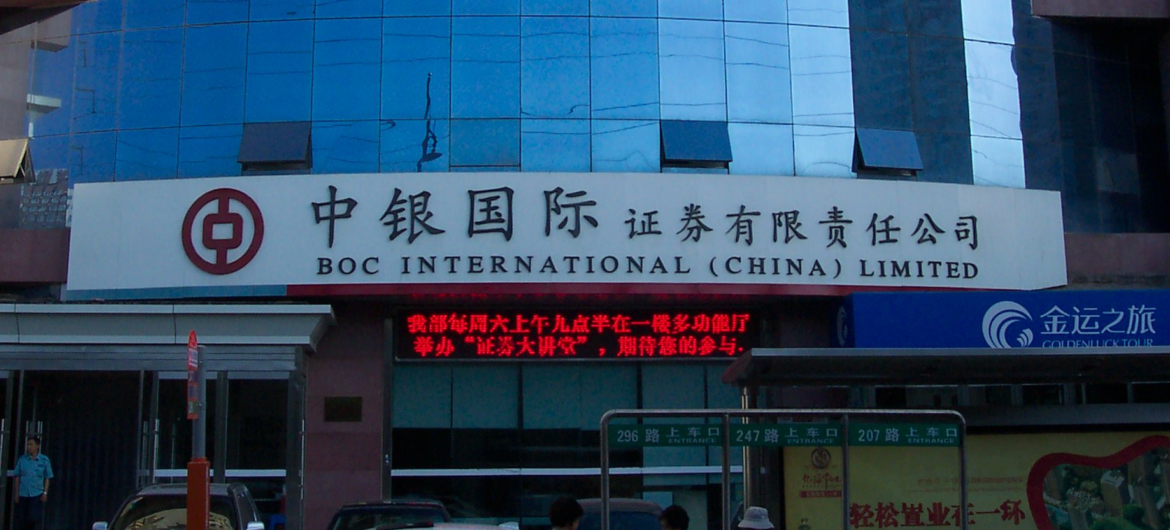 中银国际 证券有限责任公司
BOC INTERNATIONAL (CHINA) LIMITED
我部每周六上午九点半在一楼多功能厅
举办“证券大讲堂”，期待您的参与.
金运之旅
GOLDENLUCKTOUR
296 路上车口
ENTRANCE
247 路上车口
ENTRANCE
207 路上车口
ENTRANCE
轻松置业在一环